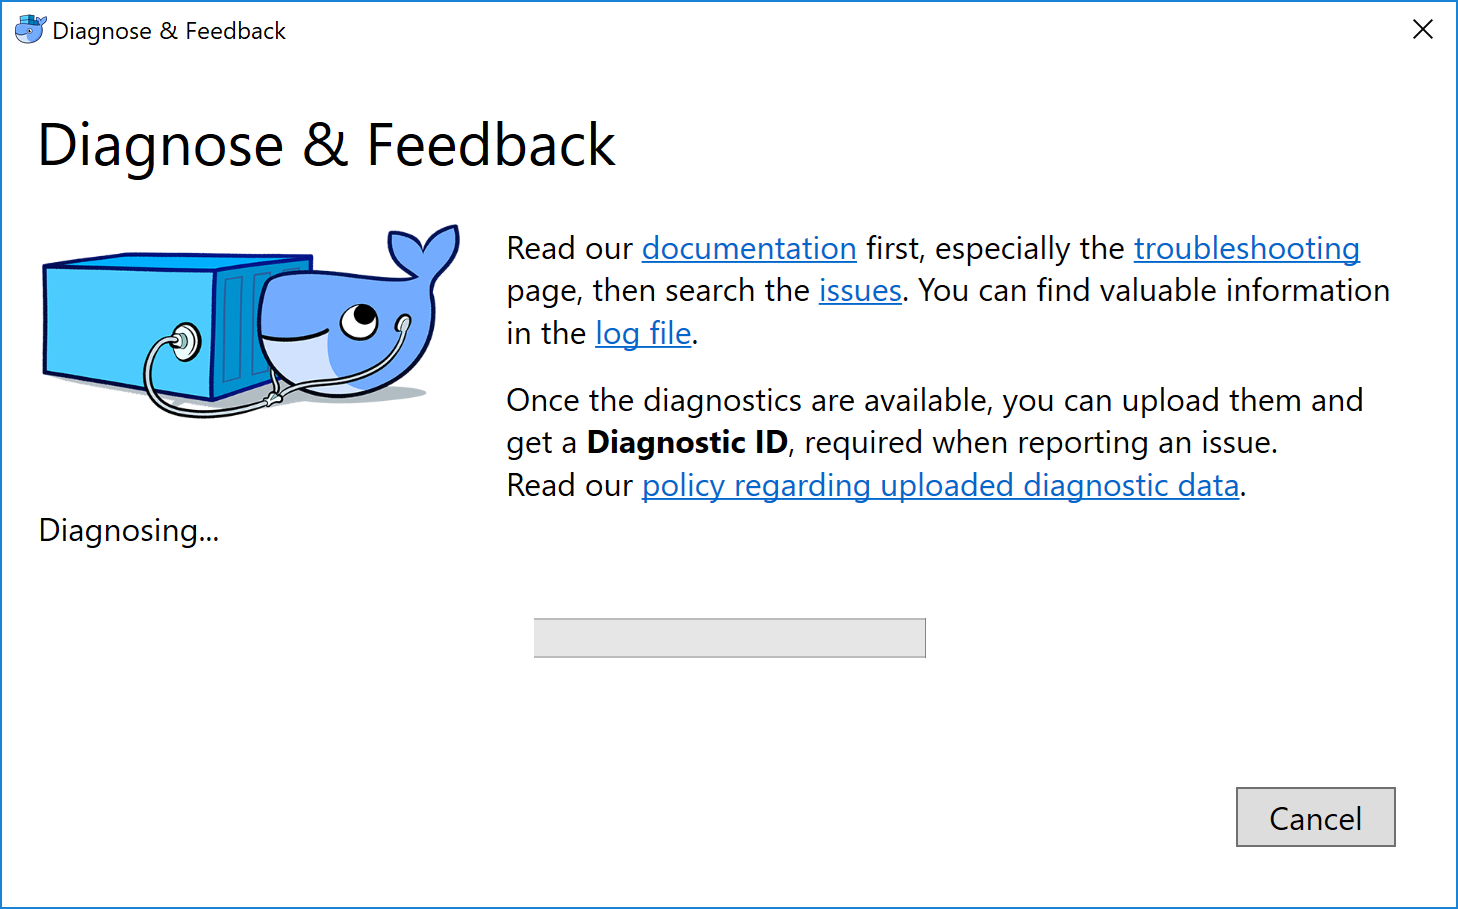 Diagnose & Feedback
Diagnose & Feedback
Read our documentation first, especially the troubleshooting
page, then search the issues. You can find valuable information
in the log file.
Once the diagnostics are available, you can upload them and
get a Diagnostic ID, required when reporting an issue.
Read our policy regarding uploaded diagnostic data.
Diagnosing...
Cancel